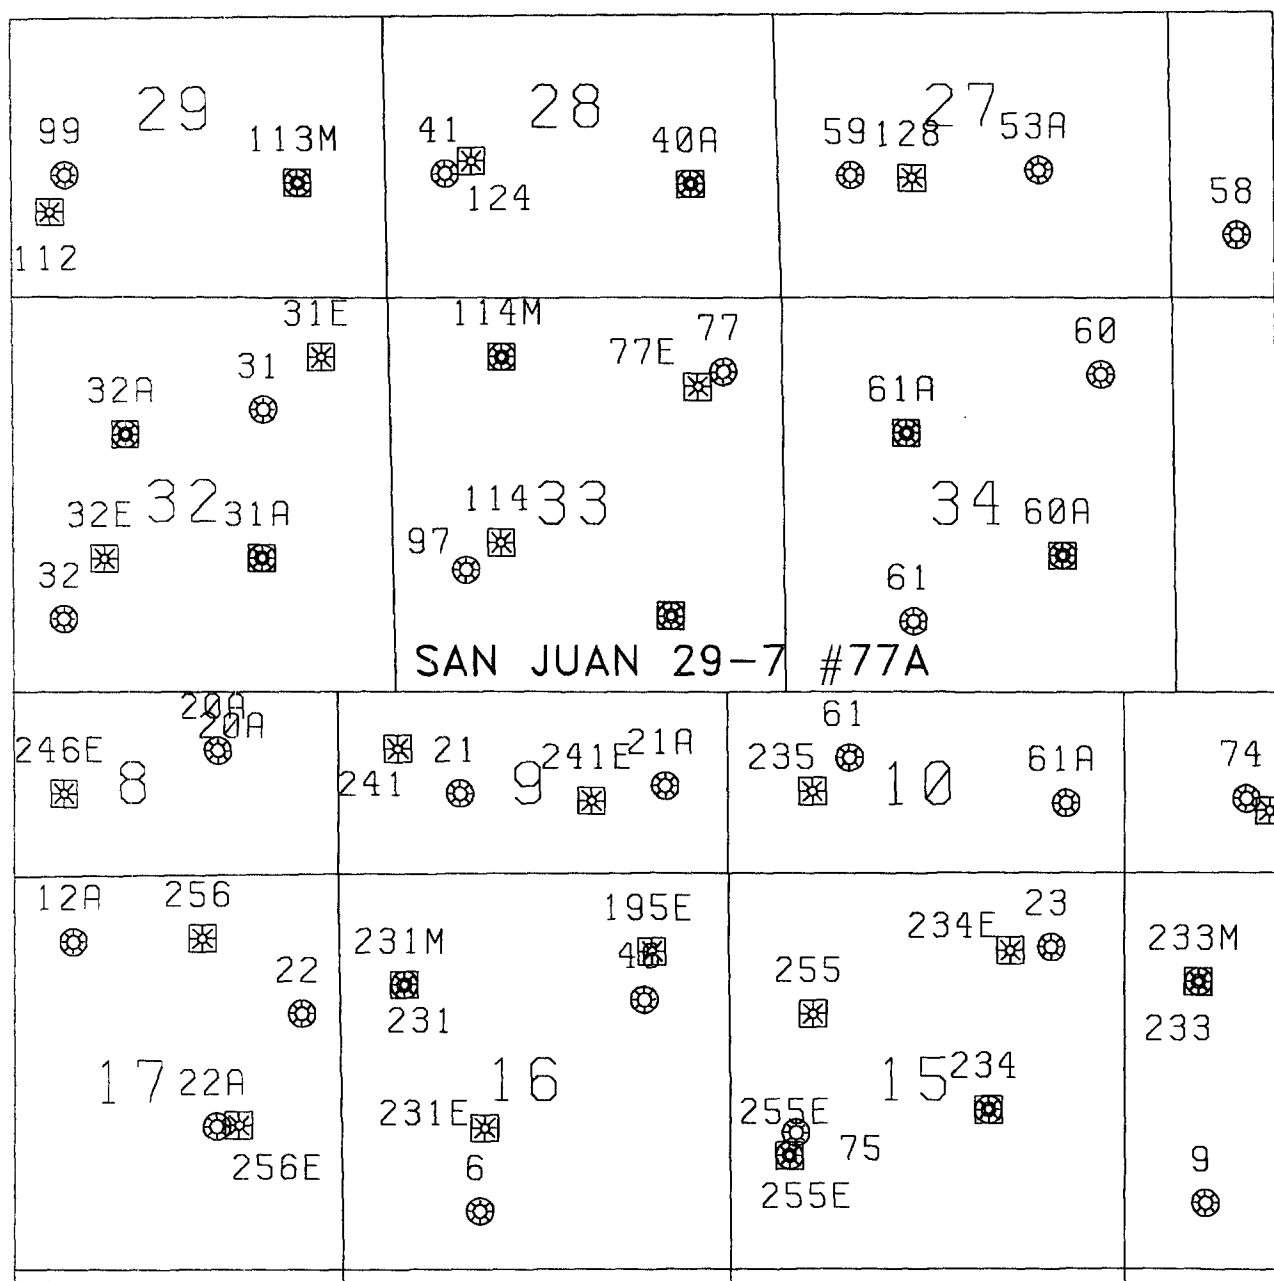 29 28 27
99 113M 41 40A 59 128 53A
124 58
112
31E 114M 77 60
77E
32A 31 61A
32E 32 31A 114 33 34 60A
97
32 61
SAN JUAN 29-7 #77A
20A
20A 61
246E 8 241 21 9 241E 21A 235 10 61A 74
12A 256 195E 234E 23
231M 233M
22 255
231 233
17 22A 16 15 234
231E 255E
256E 6 75 9
255E